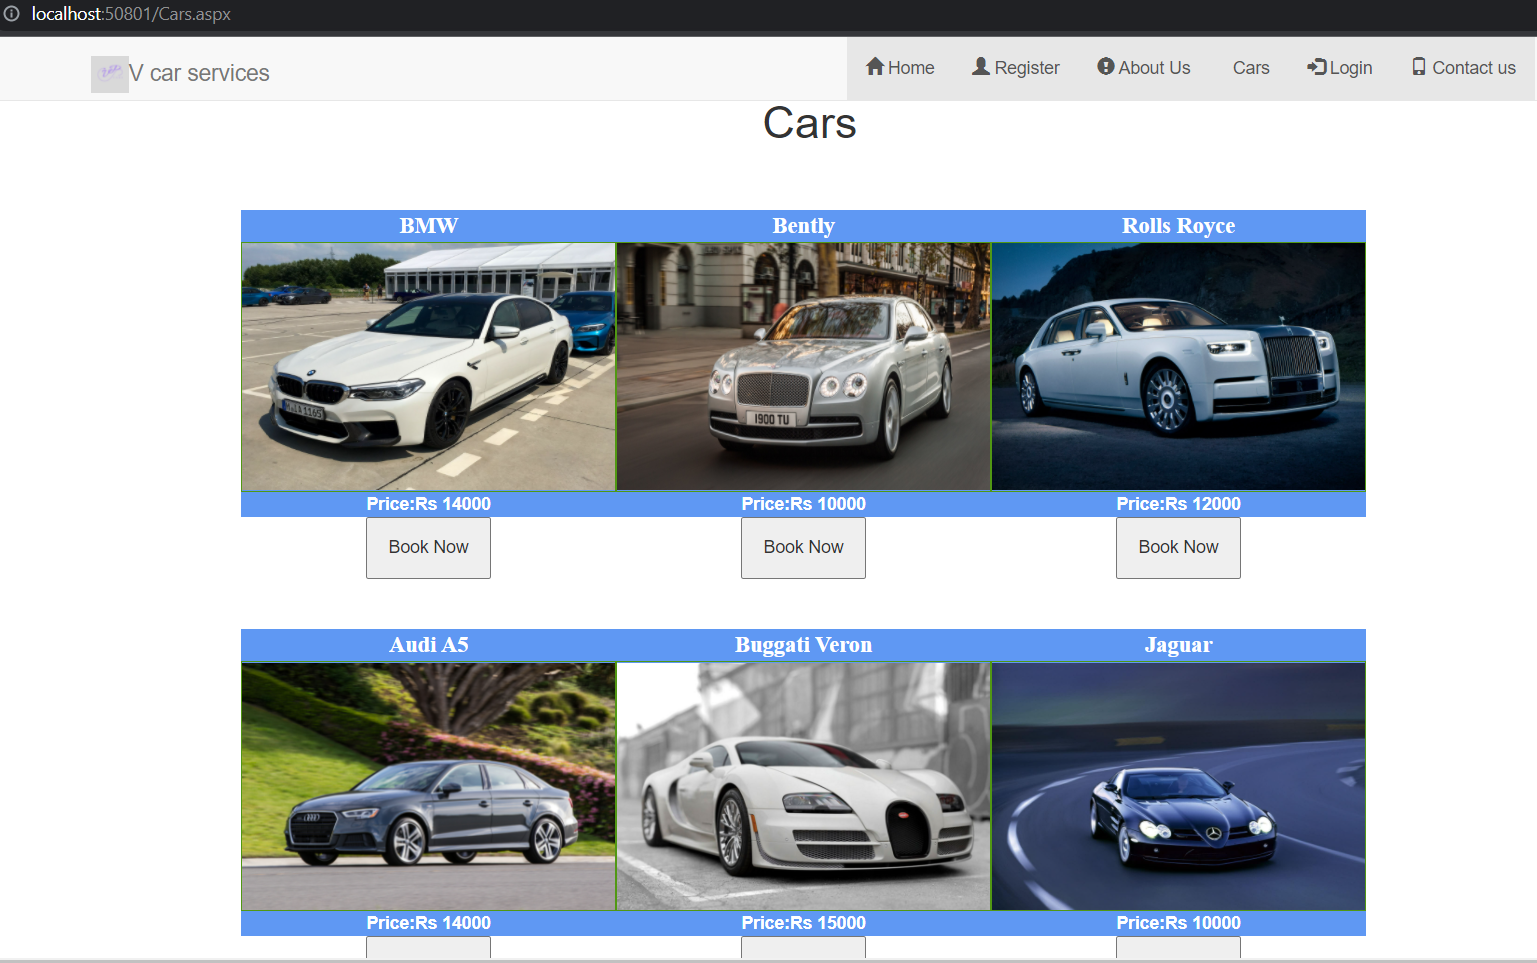 localhost:50801/Cars.aspx
V car services
Home Register About Us Cars Login Contact us
Cars
BMW Bently Rolls Royce
1900 TU
Price:Rs 14000 Price:Rs 10000 Price:Rs 12000
Book Now Book Now Book Now
Audi A5 Buggati Veron Jaguar
Price:Rs 14000 Price:Rs 15000 Price:Rs 10000